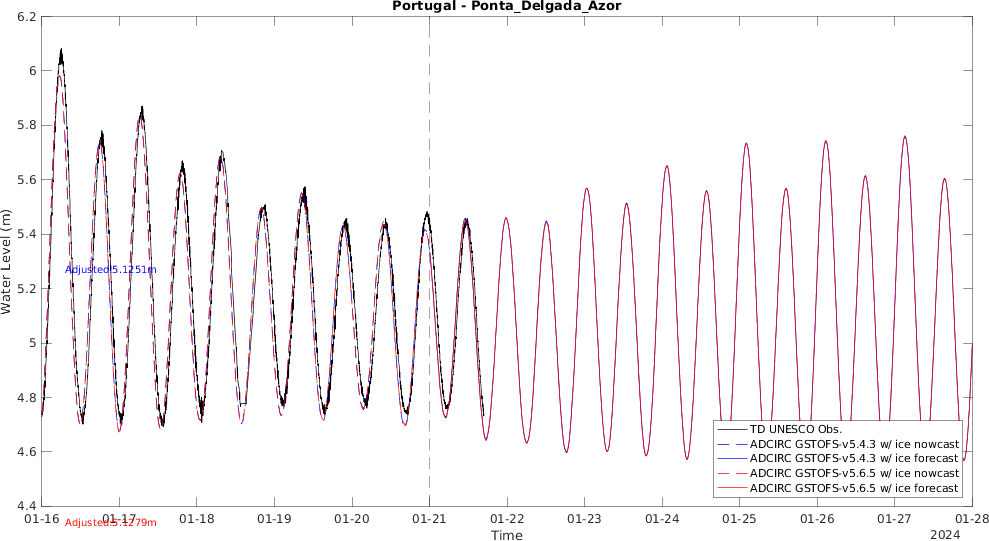 Portugal - Ponta_Delgada_Azor
6.2
6
5.8
5.6
5.4
5.2
5
4.8
4.6
4.4
Water Level (m)
Adjusted:5.1251m
Adjusted:5.1279m
TD UNESCO Obs.
ADCIRC GSTOFS-v5.4.3 w/ ice nowcast
ADCIRC GSTOFS-v5.4.3 w/ ice forecast
ADCIRC GSTOFS-v5.6.5 w/ ice nowcast
ADCIRC GSTOFS-v5.6.5 w/ ice forecast
01-16 01-17 01-18 01-19 01-20 01-21 01-22 01-23 01-24 01-25 01-26 01-27 01-28
Time
2024